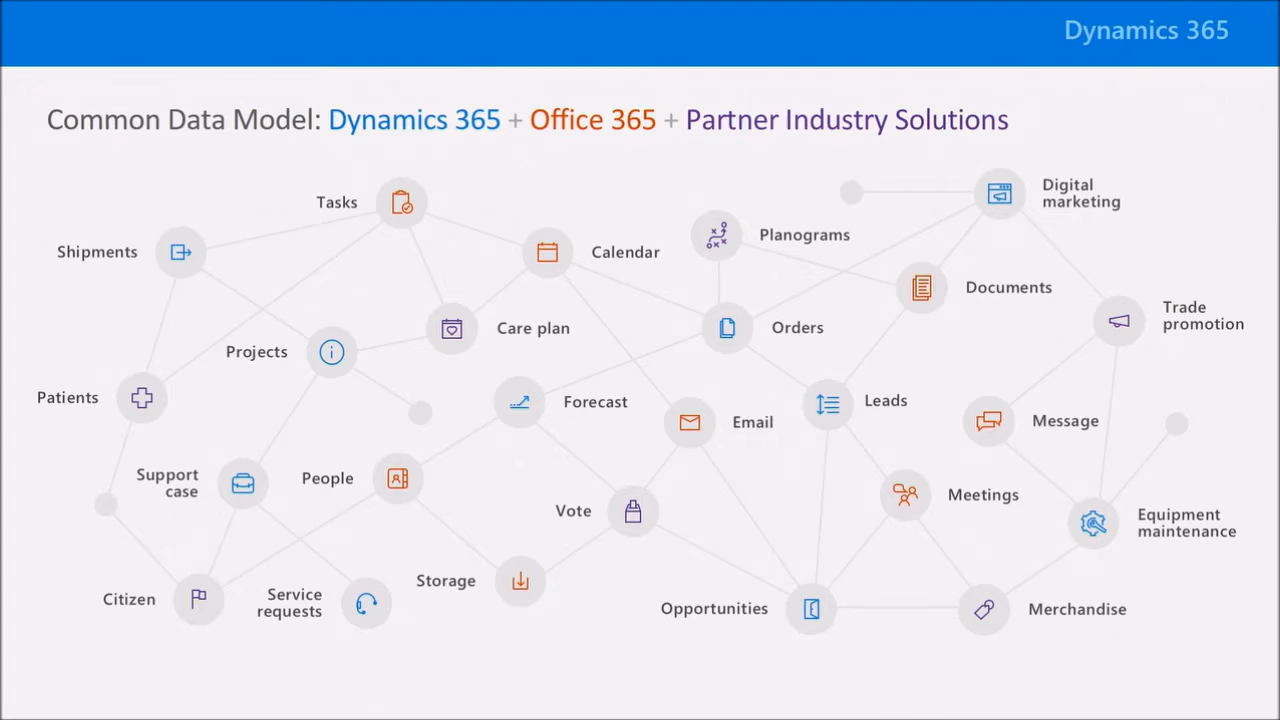 Dynamics 365
Common Data Model: Dynamics 365 + Office 365 + Partner Industry Solutions
Tasks
Digital
marketing
Planograms
Shipments
Calendar
Documents
Trade
promotion
Care plan
Orders
Projects
Patients
Forecast
Leads
Email
Message
Support
case
People
Meetings
Vote
Equipment
maintenance
Storage
Citizen
Service
requests
Opportunities
Merchandise